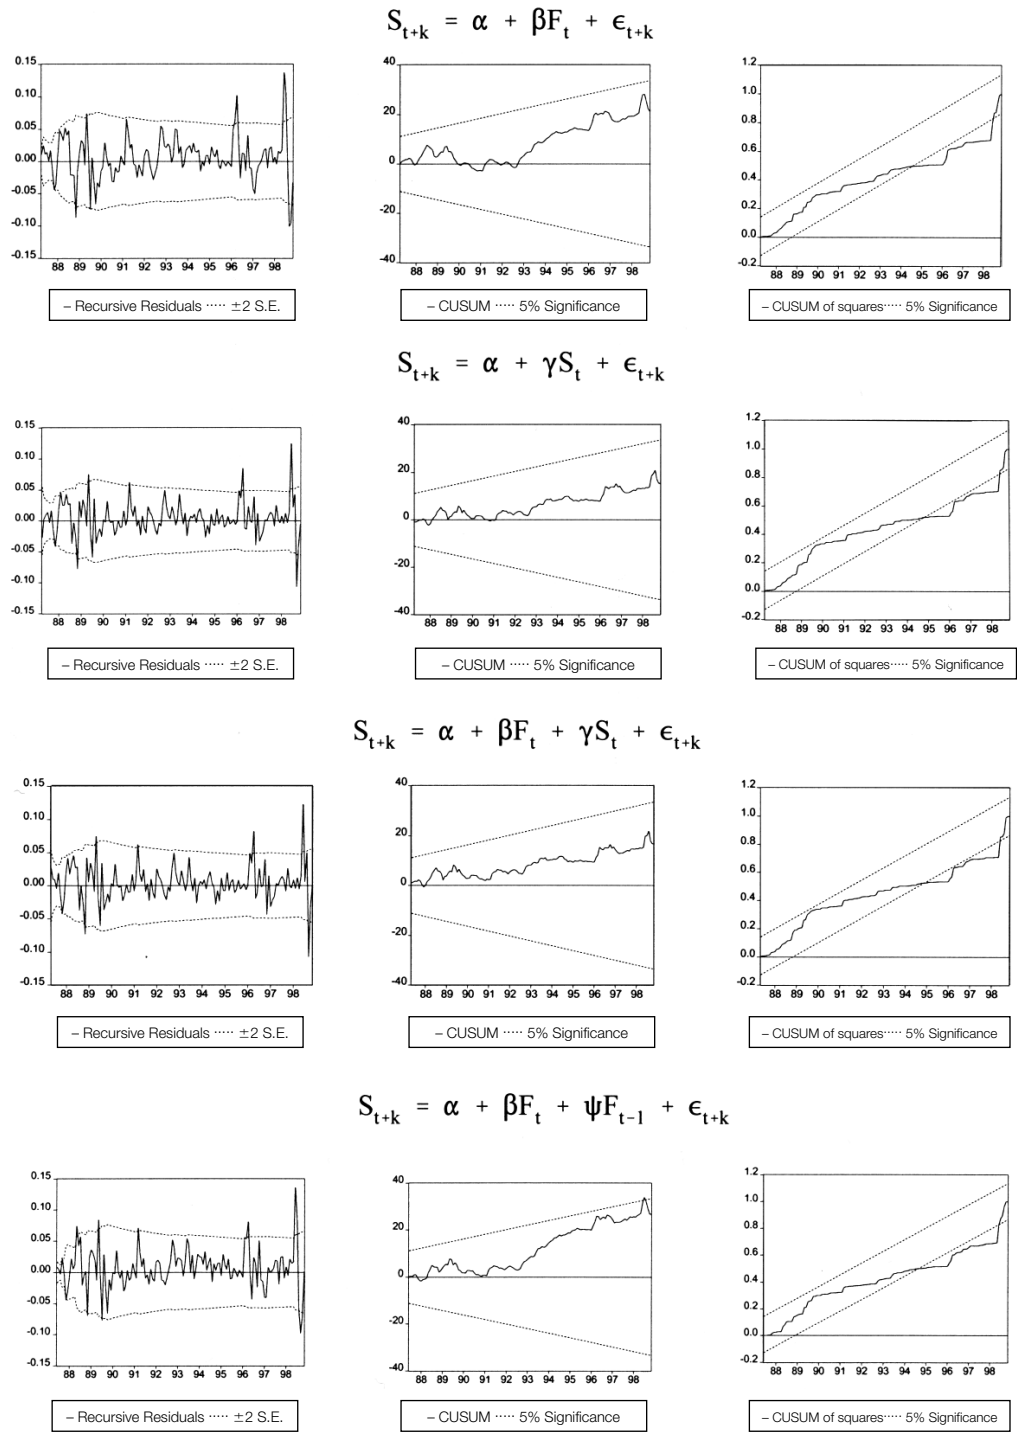 S_{t+k} = α + βF_t + ϵ_{t+k}
0.15 0.10 0.05 0.00 -0.05 -0.10 -0.15
88 89 90 91 92 93 94 95 96 97 98
– Recursive Residuals ····· ±2 S.E.
40 20 0 -20 -40
88 89 90 91 92 93 94 95 96 97 98
– CUSUM ····· 5% Significance
1.2 1.0 0.8 0.6 0.4 0.2 0.0 -0.2
88 89 90 91 92 93 94 95 96 97 98
– CUSUM of squares····· 5% Significance
S_{t+k} = α + γS_t + ϵ_{t+k}
0.15 0.10 0.05 0.00 -0.05 -0.10 -0.15
88 89 90 91 92 93 94 95 96 97 98
– Recursive Residuals ····· ±2 S.E.
40 20 0 -20 -40
88 89 90 91 92 93 94 95 96 97 98
– CUSUM ····· 5% Significance
1.2 1.0 0.8 0.6 0.4 0.2 0.0 -0.2
88 89 90 91 92 93 94 95 96 97 98
– CUSUM of squares····· 5% Significance
S_{t+k} = α + βF_t + γS_t + ϵ_{t+k}
0.15 0.10 0.05 0.00 -0.05 -0.10 -0.15
88 89 90 91 92 93 94 95 96 97 98
– Recursive Residuals ····· ±2 S.E.
40 20 0 -20 -40
88 89 90 91 92 93 94 95 96 97 98
– CUSUM ····· 5% Significance
1.2 1.0 0.8 0.6 0.4 0.2 0.0 -0.2
88 89 90 91 92 93 94 95 96 97 98
– CUSUM of squares····· 5% Significance
S_{t+k} = α + βF_t + ψF_{t-1} + ϵ_{t+k}
0.15 0.10 0.05 0.00 -0.05 -0.10 -0.15
88 89 90 91 92 93 94 95 96 97 98
– Recursive Residuals ····· ±2 S.E.
40 20 0 -20 -40
88 89 90 91 92 93 94 95 96 97 98
– CUSUM ····· 5% Significance
1.2 1.0 0.8 0.6 0.4 0.2 0.0 -0.2
88 89 90 91 92 93 94 95 96 97 98
– CUSUM of squares····· 5% Significance